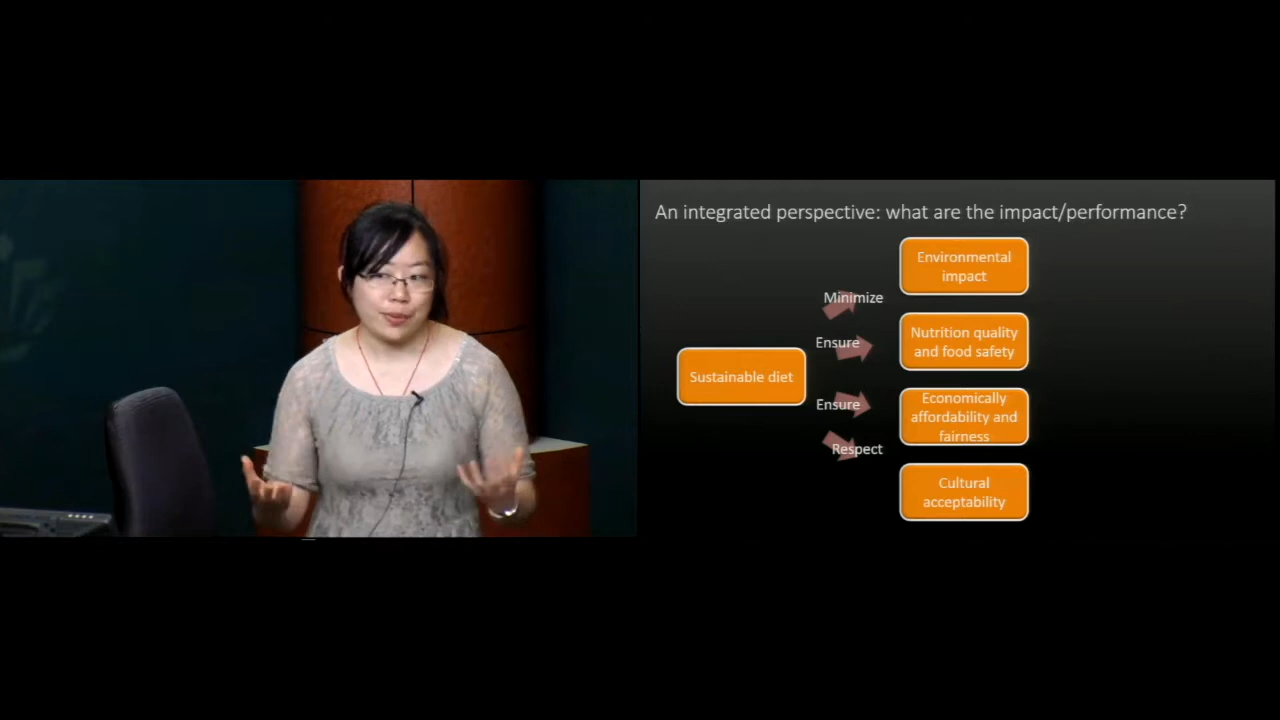 An integrated perspective: what are the impact/performance?
Environmental
impact
Minimize
Nutrition quality
and food safety
Ensure
Sustainable diet
Economically
affordability and
fairness
Ensure
Respect
Cultural
acceptability